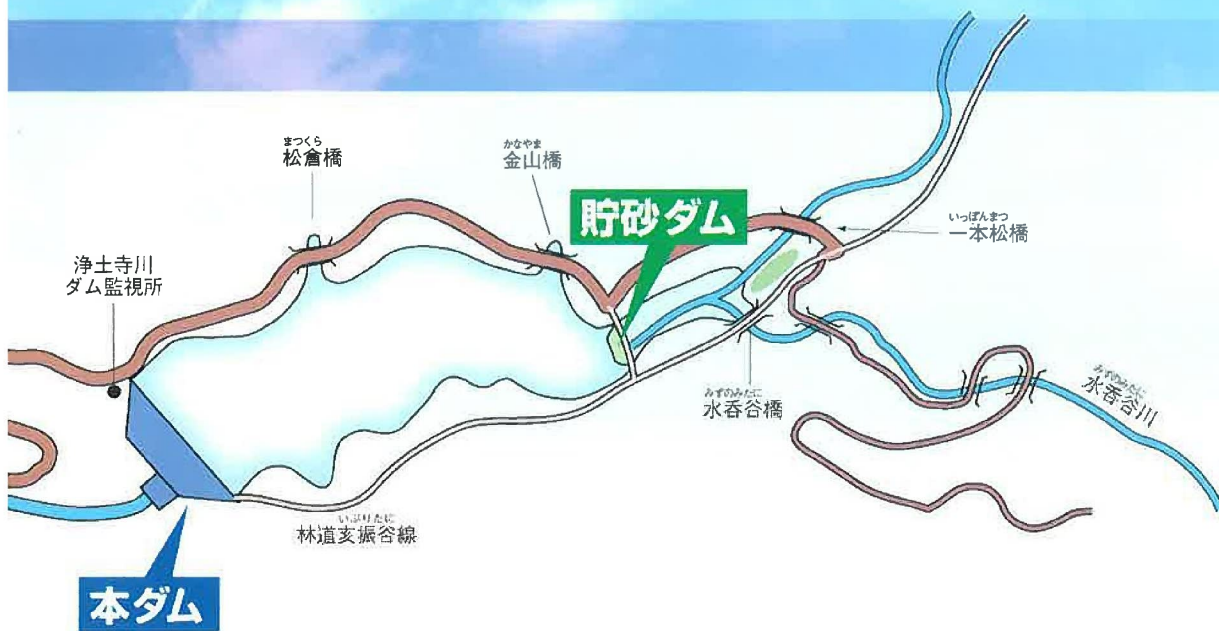 まつくら
松倉橋
かなやま
金山橋
貯砂ダム
いっぽんまつ
一本松橋
浄土寺川
ダム監視所
みずのみたに
水呑谷橋
みずのみたに
水呑谷川
いぶりたに
林道亥振谷線
本ダム